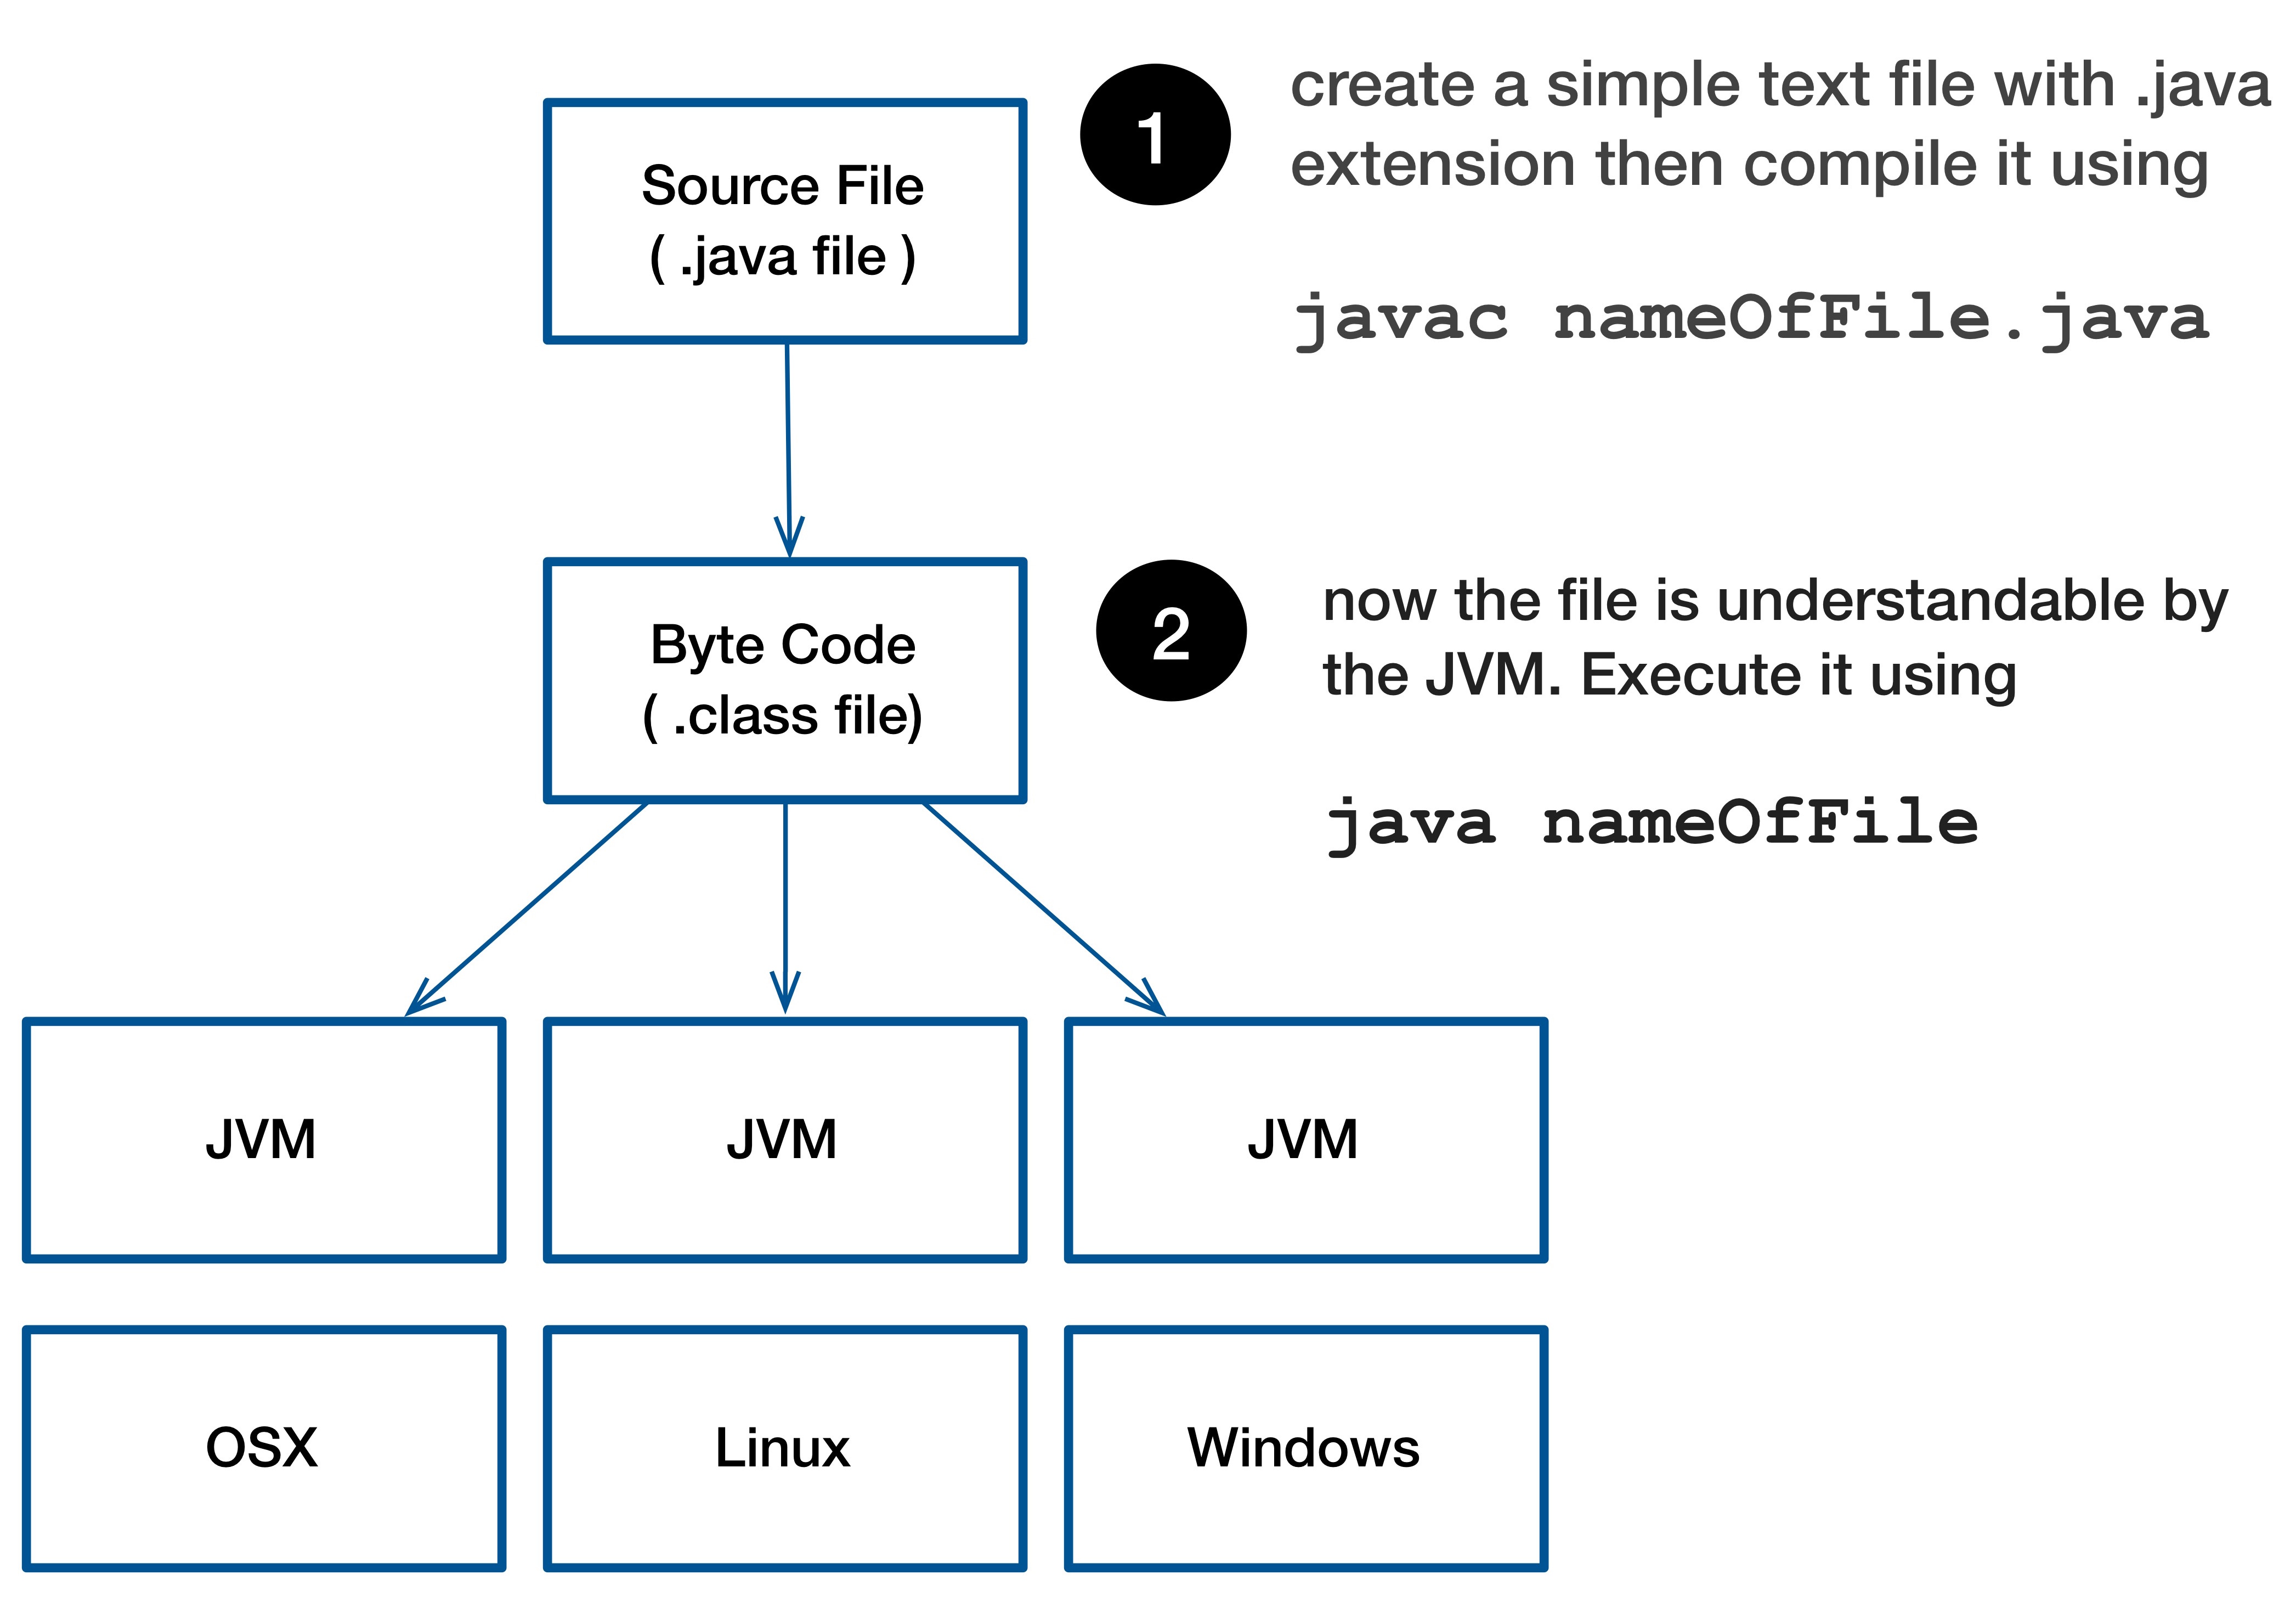 Source File
( .java file )
1
create a simple text file with .java
extension then compile it using
javac nameOfFile.java
Byte Code
( .class file)
2
now the file is understandable by
the JVM. Execute it using
java nameOfFile
JVM
JVM
JVM
OSX
Linux
Windows